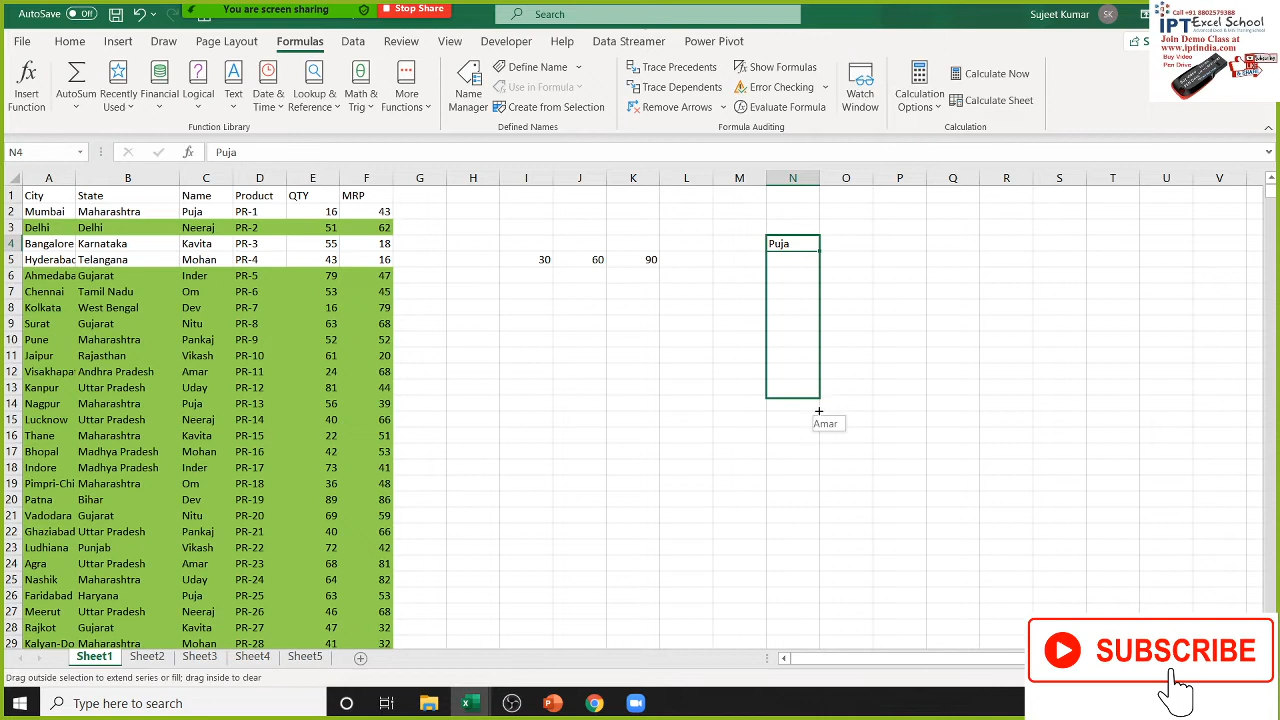 AutoSave Off
You are screen sharing
Stop Share
Search
Sujeet Kumar
SK
Call +91 8802579388
IPT Excel School
Join Demo Class at
www.iptindia.com
Buy Video
Pen Drive
File Home Insert Draw Page Layout Formulas Data Review View Developer Help Data Streamer Power Pivot
Insert Function
AutoSum
Recently Used
Financial
Logical
Text
Date & Time
Lookup & Reference
Math & Trig
More Functions
Function Library
Name Manager
Define Name
Use in Formula
Create from Selection
Defined Names
Trace Precedents
Trace Dependents
Remove Arrows
Show Formulas
Error Checking
Evaluate Formula
Formula Auditing
Watch Window
Calculation Options
Calculate Now
Calculate Sheet
Calculation
N4 fx Puja
A B C D E F G H I J K L M N O P Q R S T U V
1 City State Name Product QTY MRP
2 Mumbai Maharashtra Puja PR-1 16 43
3 Delhi Delhi Neeraj PR-2 51 62
4 Bangalore Karnataka Kavita PR-3 55 18 Puja
5 Hyderabad Telangana Mohan PR-4 43 16 30 60 90
6 Ahmedaba Gujarat Inder PR-5 79 47
7 Chennai Tamil Nadu Om PR-6 53 45
8 Kolkata West Bengal Dev PR-7 16 79
9 Surat Gujarat Nitu PR-8 63 68
10 Pune Maharashtra Pankaj PR-9 52 52
11 Jaipur Rajasthan Vikash PR-10 61 20
12 Visakhapat Andhra Pradesh Amar PR-11 24 68
13 Kanpur Uttar Pradesh Uday PR-12 81 44
14 Nagpur Maharashtra Puja PR-13 56 39
15 Lucknow Uttar Pradesh Neeraj PR-14 40 66
Amar
16 Thane Maharashtra Kavita PR-15 22 51
17 Bhopal Madhya Pradesh Mohan PR-16 42 53
18 Indore Madhya Pradesh Inder PR-17 73 41
19 Pimpri-Chi Maharashtra Om PR-18 36 48
20 Patna Bihar Dev PR-19 89 86
21 Vadodara Gujarat Nitu PR-20 69 59
22 Ghaziabad Uttar Pradesh Pankaj PR-21 40 66
23 Ludhiana Punjab Vikash PR-22 72 42
24 Agra Uttar Pradesh Amar PR-23 68 81
25 Nashik Maharashtra Uday PR-24 64 82
26 Faridabad Haryana Puja PR-25 63 53
27 Meerut Uttar Pradesh Neeraj PR-26 46 68
28 Rajkot Gujarat Kavita PR-27 47 32
29 Kalyan-Do Maharashtra Mohan PR-28 41 32
Sheet1 Sheet2 Sheet3 Sheet4 Sheet5
Drag outside selection to extend series or fill; drag inside to clear
SUBSCRIBE
Type here to search